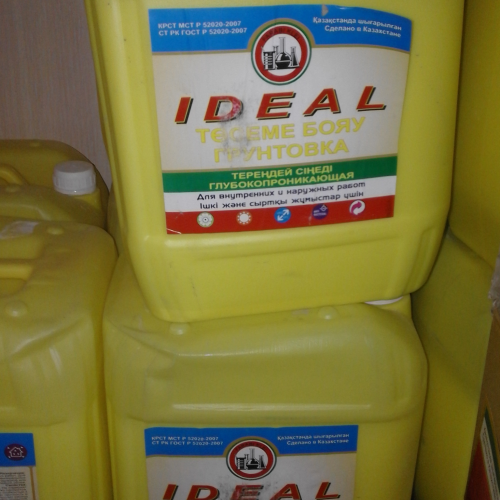 ҚРСТ МСТ Р 52020-2007
СТ РК ГОСТ Р 52020-2007
Қазақстанда шығарылған
Сделано в Казахстане
IDEAL
ТӨСЕМЕ БОЯУ
ГРУНТОВКА
ТЕРЕҢДЕЙ СІҢЕДІ
ГЛУБОКОПРОНИКАЮЩАЯ
Для внутренних и наружных работ
Ішкі және сыртқы жұмыстар үшін
ҚРСТ МСТ Р 52020-2007
СТ РК ГОСТ Р 52020-2007
Қазақстанда шығарылған
Сделано в Казахстане
IDEAL